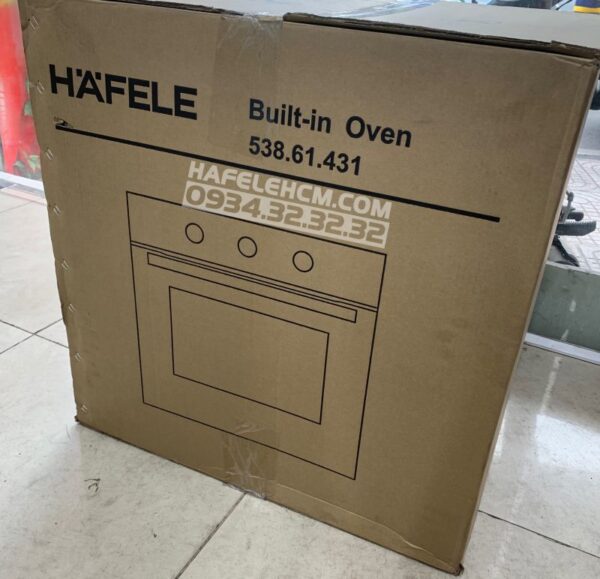 HÄFELE
Built-in Oven
538.61.431
HAFELEHCM.COM
0934.32.32.32